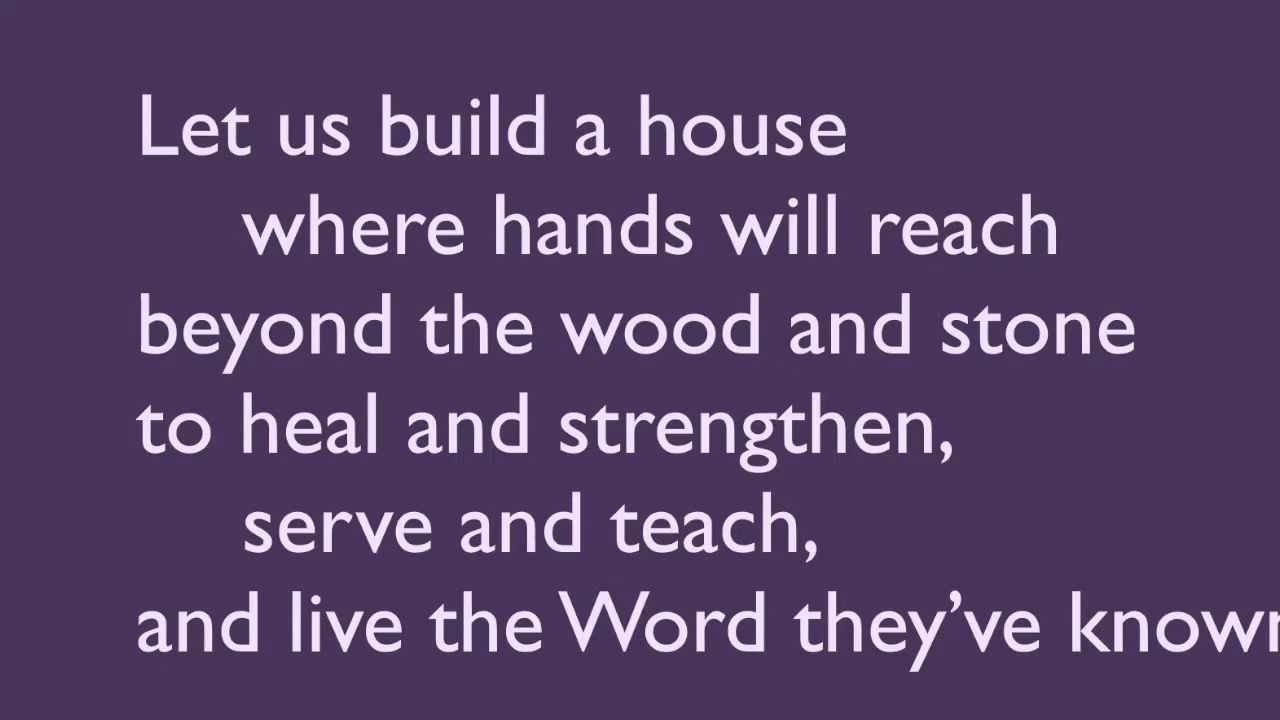 Let us build a house
where hands will reach
beyond the wood and stone
to heal and strengthen,
serve and teach,
and live the Word they’ve known